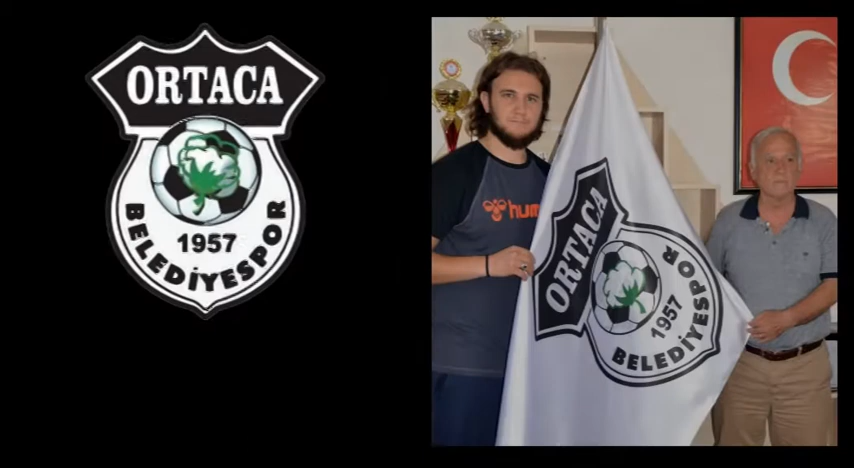 ORTACA
1957
BELEDİYESPOR
hum
ORTACA
1957
BELEDİYESPOR